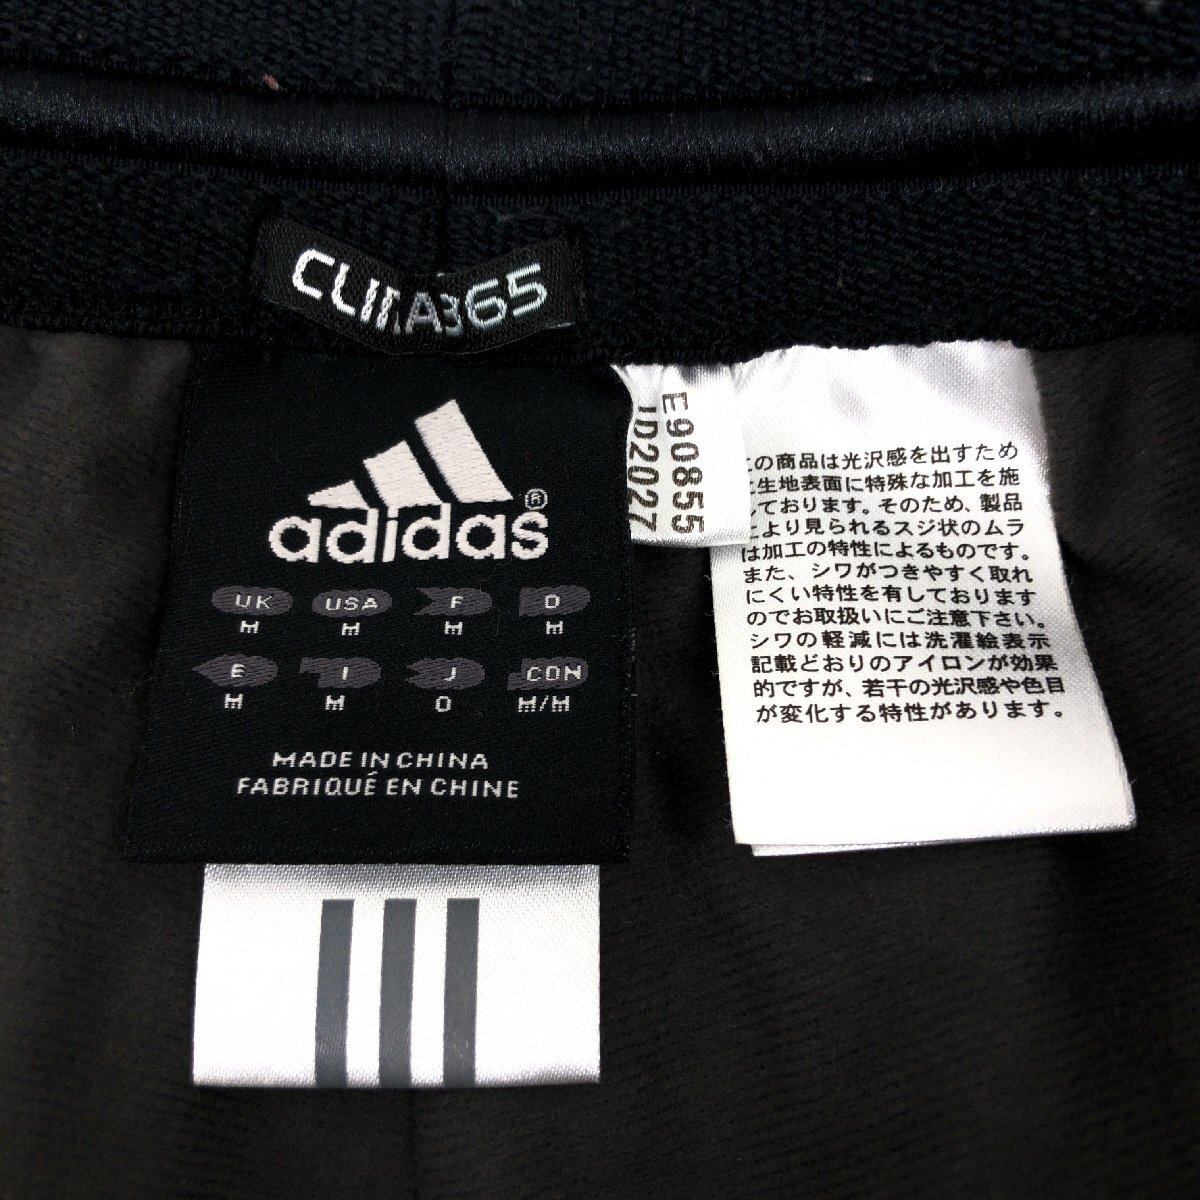 CLIMA365
adidas®
UK USA F D
M M M M
E I J CON
M M O M/M
MADE IN CHINA
FABRIQUÉ EN CHINE
E90855
JD2027
この商品は光沢感を出すため
に生地表面に特殊な加工を施
しております。そのため、製品
により見られるスジ状のムラ
は加工の特性によるものです。
また、シワがつきやすく取れ
にくい特性を有しております
のでお取扱いにご注意下さい。
シワの軽減には洗濯絵表示
記載どおりのアイロンが効果
的ですが、若干の光沢感や色目
が変化する特性があります。